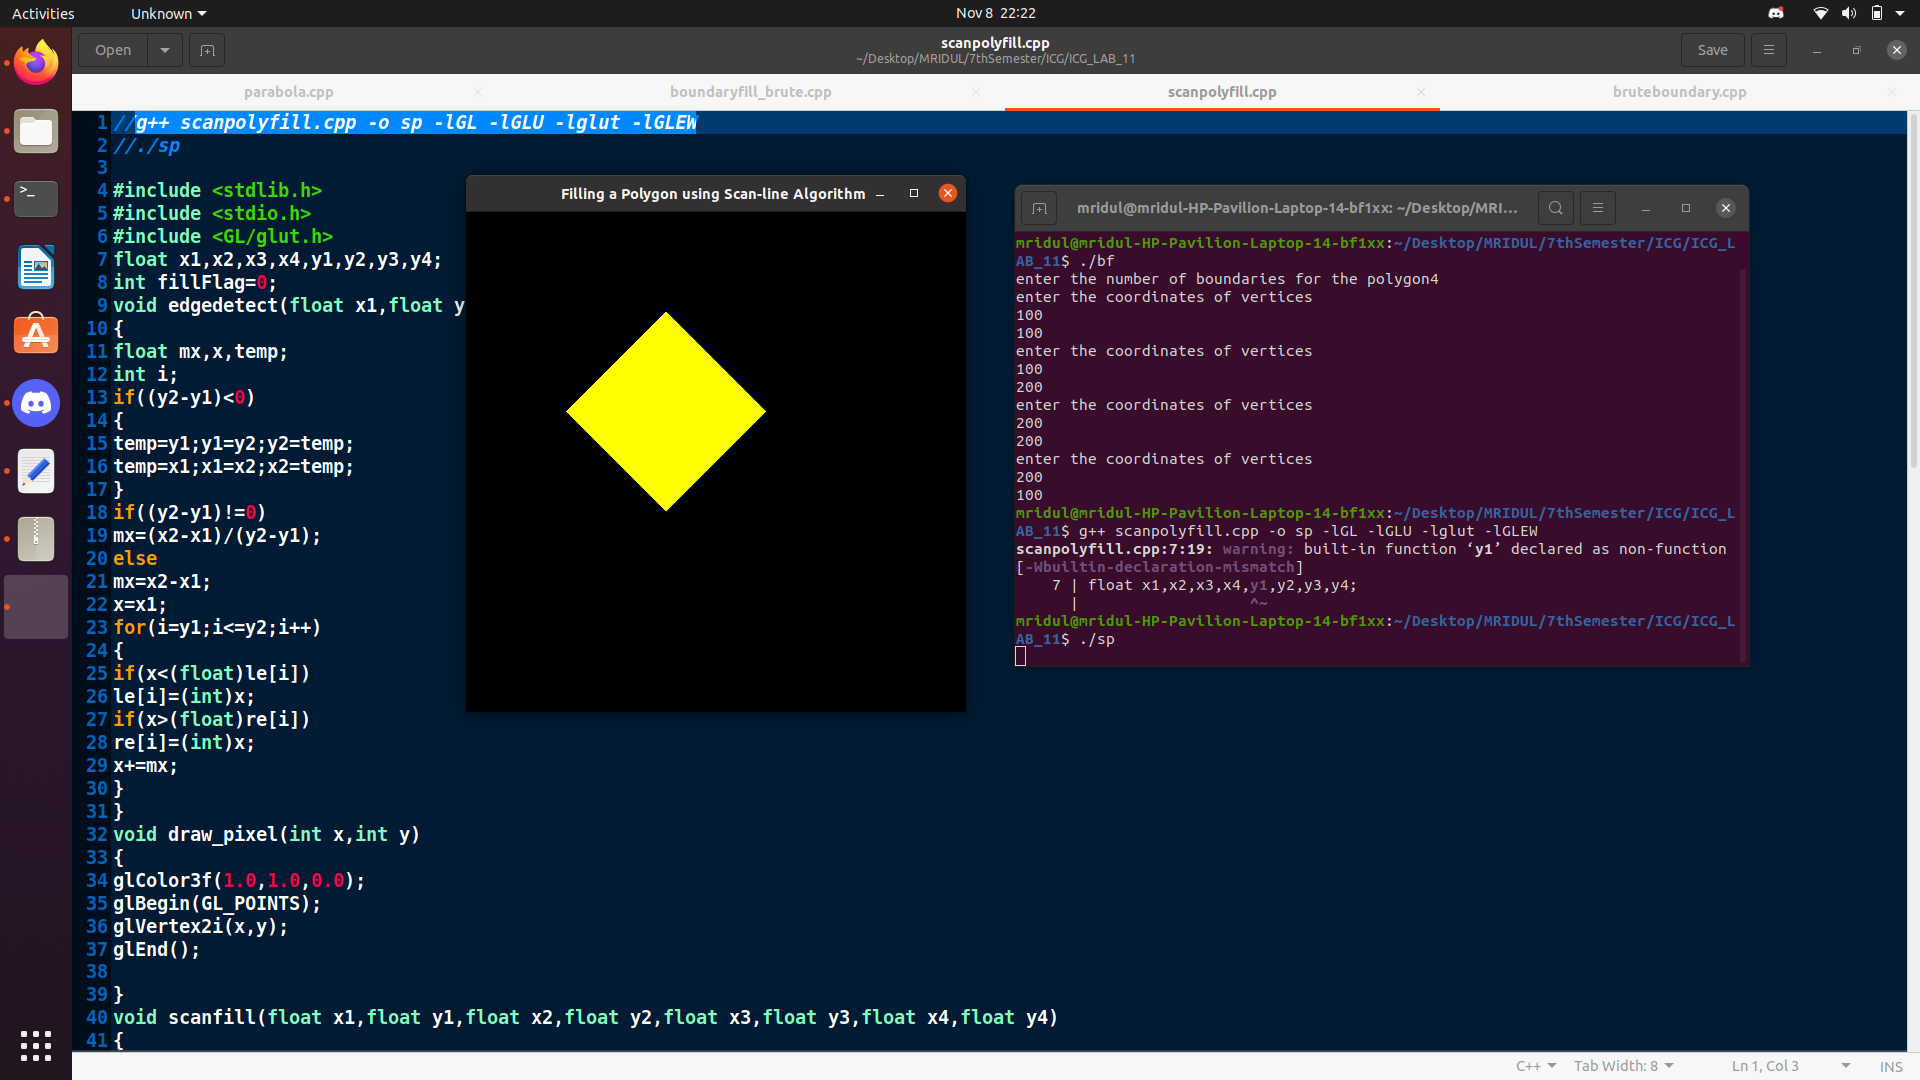 Activities
Unknown
Nov 8 22:22
Open
scanpolyfill.cpp
~/Desktop/MRIDUL/7thSemester/ICG/ICG_LAB_11
Save
parabola.cpp
boundaryfill_brute.cpp
scanpolyfill.cpp
bruteboundary.cpp
1 //g++ scanpolyfill.cpp -o sp -lGL -lGLU -lglut -lGLEW
2 //./sp
3
4 #include <stdlib.h>
5 #include <stdio.h>
6 #include <GL/glut.h>
7 float x1,x2,x3,x4,y1,y2,y3,y4;
8 int fillFlag=0;
9 void edgedetect(float x1,float y
10 {
11 float mx,x,temp;
12 int i;
13 if((y2-y1)<0)
14 {
15 temp=y1;y1=y2;y2=temp;
16 temp=x1;x1=x2;x2=temp;
17 }
18 if((y2-y1)!=0)
19 mx=(x2-x1)/(y2-y1);
20 else
21 mx=x2-x1;
22 x=x1;
23 for(i=y1;i<=y2;i++)
24 {
25 if(x<(float)le[i])
26 le[i]=(int)x;
27 if(x>(float)re[i])
28 re[i]=(int)x;
29 x+=mx;
30 }
31 }
32 void draw_pixel(int x,int y)
33 {
34 glColor3f(1.0,1.0,0.0);
35 glBegin(GL_POINTS);
36 glVertex2i(x,y);
37 glEnd();
38
39 }
40 void scanfill(float x1,float y1,float x2,float y2,float x3,float y3,float x4,float y4)
41 {
Filling a Polygon using Scan-line Algorithm
mridul@mridul-HP-Pavilion-Laptop-14-bf1xx: ~/Desktop/MRI...
mridul@mridul-HP-Pavilion-Laptop-14-bf1xx:~/Desktop/MRIDUL/7thSemester/ICG/ICG_L
AB_11$ ./bf
enter the number of boundaries for the polygon4
enter the coordinates of vertices
100
100
enter the coordinates of vertices
100
200
enter the coordinates of vertices
200
200
enter the coordinates of vertices
200
100
mridul@mridul-HP-Pavilion-Laptop-14-bf1xx:~/Desktop/MRIDUL/7thSemester/ICG/ICG_L
AB_11$ g++ scanpolyfill.cpp -o sp -lGL -lGLU -lglut -lGLEW
scanpolyfill.cpp:7:19: warning: built-in function ‘y1’ declared as non-function
[-Wbuiltin-declaration-mismatch]
7 | float x1,x2,x3,x4,y1,y2,y3,y4;
| ^~
mridul@mridul-HP-Pavilion-Laptop-14-bf1xx:~/Desktop/MRIDUL/7thSemester/ICG/ICG_L
AB_11$ ./sp
C++
Tab Width: 8
Ln 1, Col 3
INS